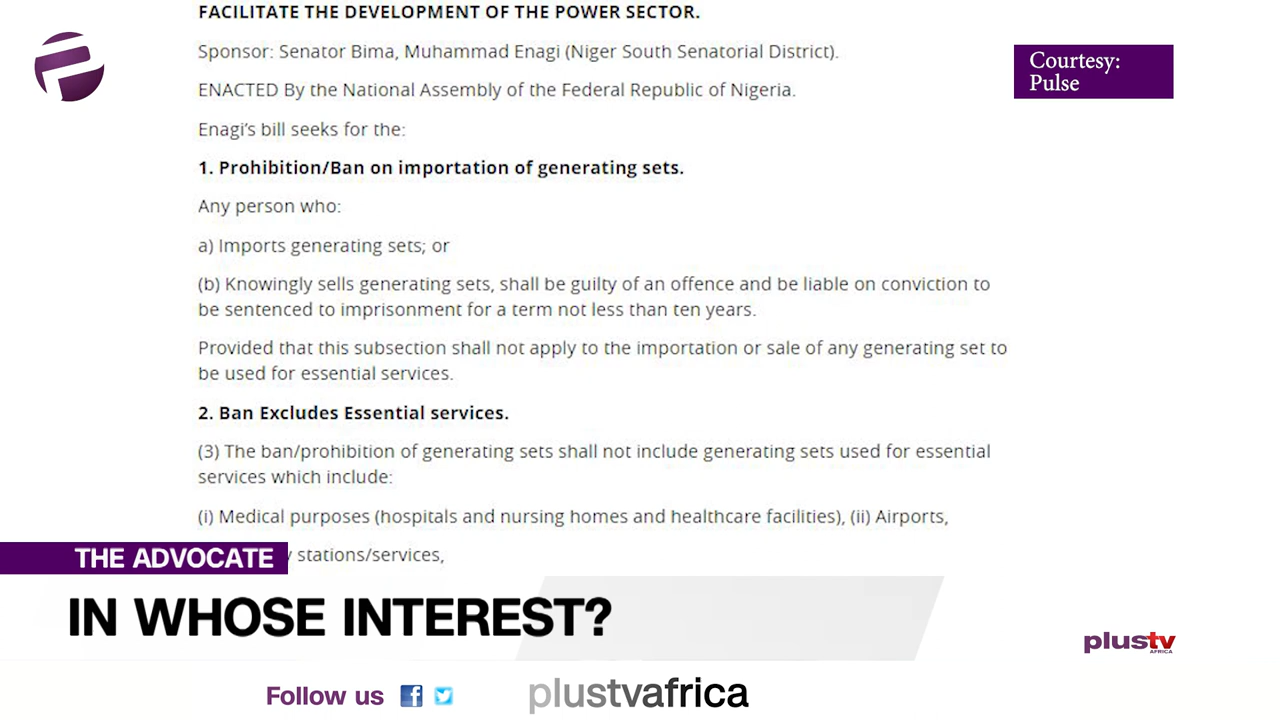 FACILITATE THE DEVELOPMENT OF THE POWER SECTOR.
Sponsor: Senator Bima, Muhammad Enagi (Niger South Senatorial District).
Courtesy:
Pulse
ENACTED By the National Assembly of the Federal Republic of Nigeria.
Enagi’s bill seeks for the:
1. Prohibition/Ban on importation of generating sets.
Any person who:
a) Imports generating sets; or
(b) Knowingly sells generating sets, shall be guilty of an offence and be liable on conviction to
be sentenced to imprisonment for a term not less than ten years.
Provided that this subsection shall not apply to the importation or sale of any generating set to
be used for essential services.
2. Ban Excludes Essential services.
(3) The ban/prohibition of generating sets shall not include generating sets used for essential
services which include:
(i) Medical purposes (hospitals and nursing homes and healthcare facilities), (ii) Airports,
stations/services,
THE ADVOCATE
IN WHOSE INTEREST?
plustv
AFRICA
Follow us
plustvafrica